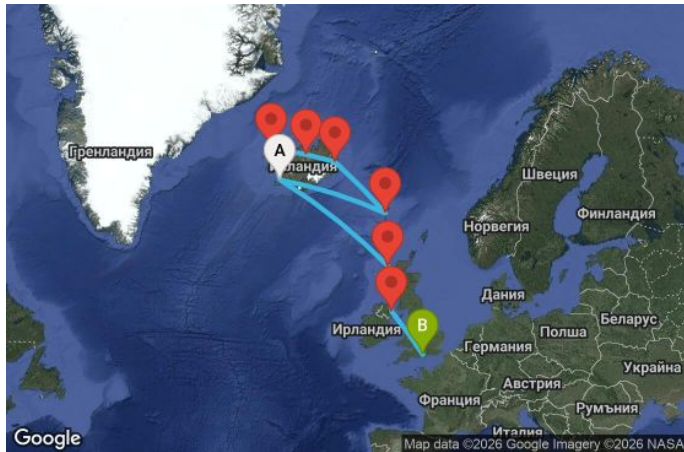 Гренландия
A
Исландия
Швеция
Финландия
Норвегия
Дания
Ирландия
B
Беларус
Полша
Германия
Украйна
Австрия
Франция
Румъния
Италия
Google
Map data ©2026 Google Imagery ©2026 NASA